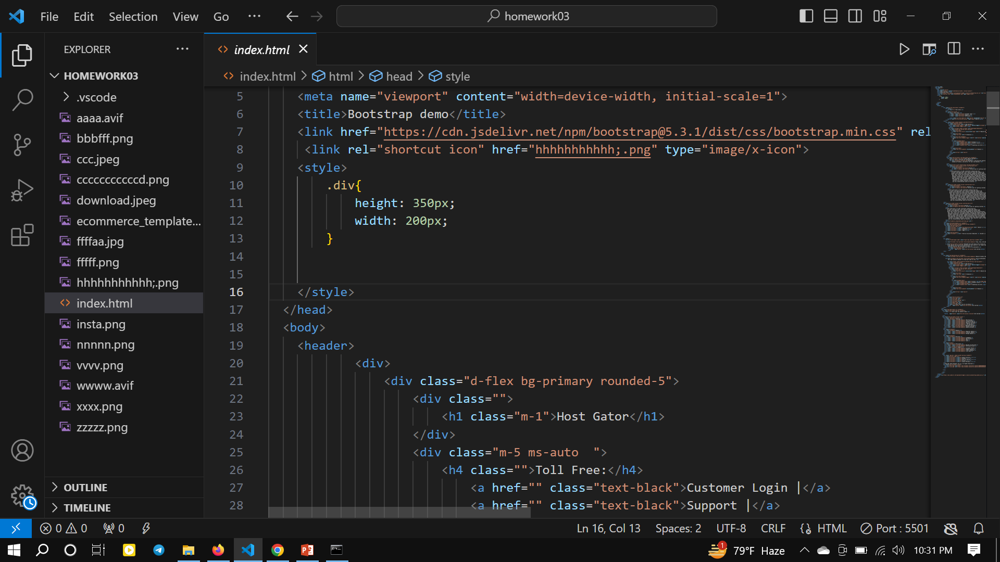 File Edit Selection View Go ··· homework03
EXPLORER ···
HOMEWORK03
.vscode
aaaa.avif
bbbfff.png
ccc.jpeg
ccccccccccccd.png
download.jpeg
ecommerce_template...
ffffaa.jpg
fffff.png
hhhhhhhhhhh;.png
index.html
insta.png
nnnnn.png
vvvv.png
wwww.avif
xxxx.png
zzzzz.png
OUTLINE
TIMELINE
index.html
index.html > html > head > style
5 <meta name="viewport" content="width=device-width, initial-scale=1">
6 <title>Bootstrap demo</title>
7 <link href="https://cdn.jsdelivr.net/npm/bootstrap@5.3.1/dist/css/bootstrap.min.css" rel
8 <link rel="shortcut icon" href="hhhhhhhhhhh;.png" type="image/x-icon">
9 <style>
10 .div{
11 height: 350px;
12 width: 200px;
13 }
14
15
16 </style>
17 </head>
18 <body>
19 <header>
20 <div>
21 <div class="d-flex bg-primary rounded-5">
22 <div class="">
23 <h1 class="m-1">Host Gator</h1>
24 </div>
25 <div class="m-5 ms-auto  ">
26 <h4 class="">Toll Free:</h4>
27 <a href="" class="text-black">Customer Login |</a>
28 <a href="" class="text-black">Support |</a>
0 0 0 Ln 16, Col 13 Spaces: 2 UTF-8 CRLF HTML Port : 5501
1 79°F Haze 10:31 PM